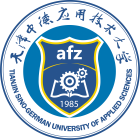 天津中德应用技术大学
afz
1985
TIANJIN SINO-GERMAN UNIVERSITY OF APPLIED SCIENCES